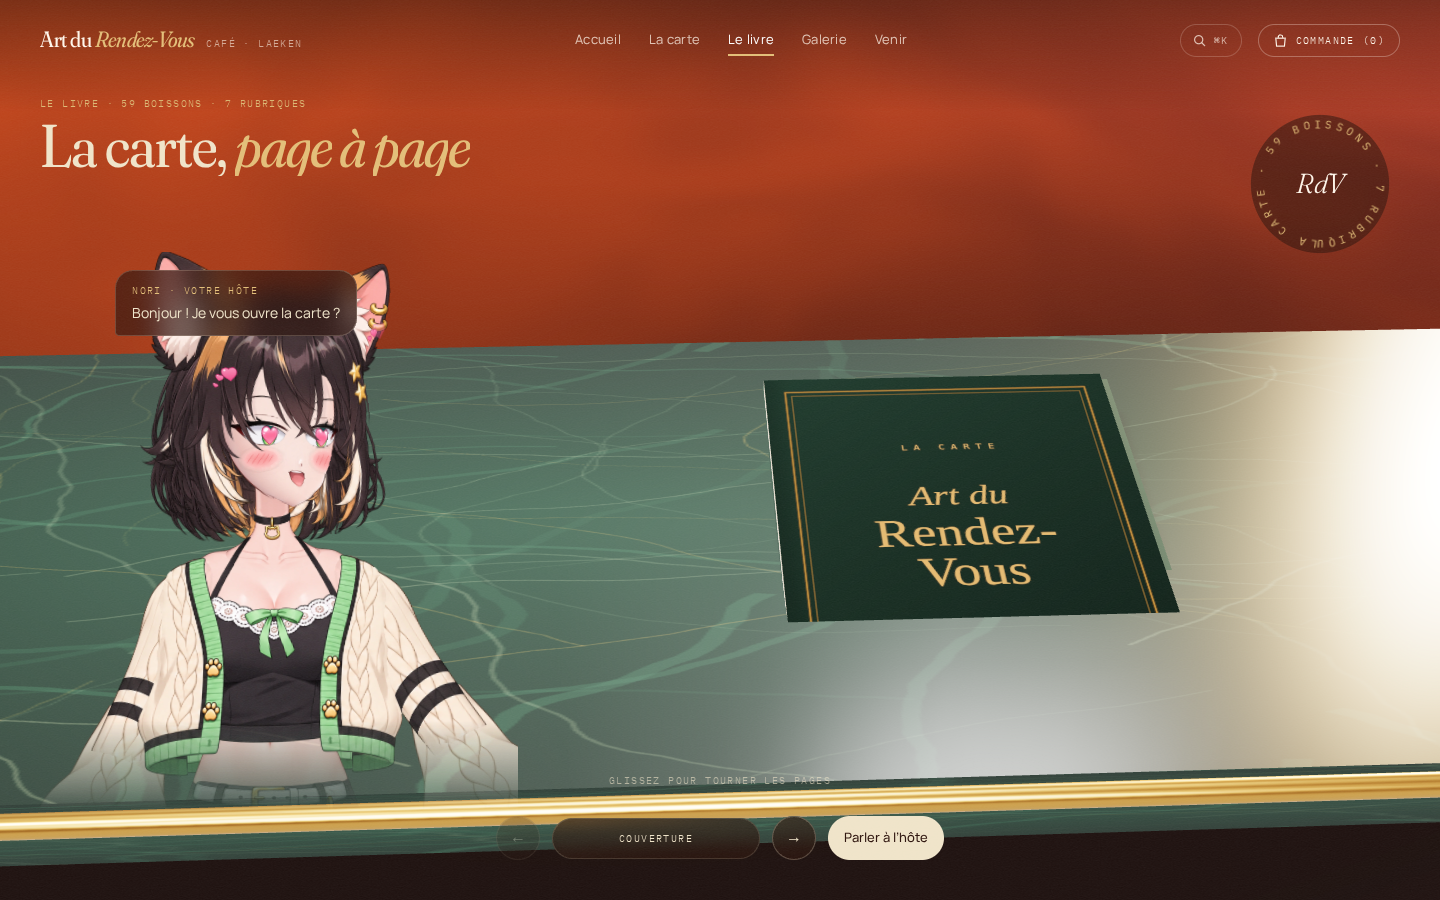 Art du Rendez-Vous CAFÉ · LAEKEN
Accueil La carte Le livre Galerie Venir
⌘K
COMMANDE (0)
LE LIVRE · 59 BOISSONS · 7 RUBRIQUES
La carte, page à page
LA CARTE · 59 BOISSONS · 7 RUBRIQU
RdV
NORI · VOTRE HÔTE
Bonjour ! Je vous ouvre la carte ?
LA CARTE
Art du
Rendez-
Vous
GLISSEZ POUR TOURNER LES PAGES
← COUVERTURE → Parler à l'hôte